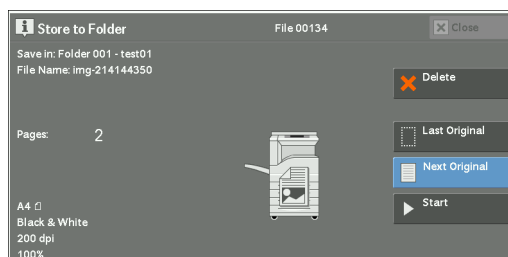 Store to Folder
File 00134
Close
Save in: Folder 001 - test01
File Name: img-214144350
Delete
Pages: 2
Last Original
Next Original
Start
A4
Black & White
200 dpi
100%